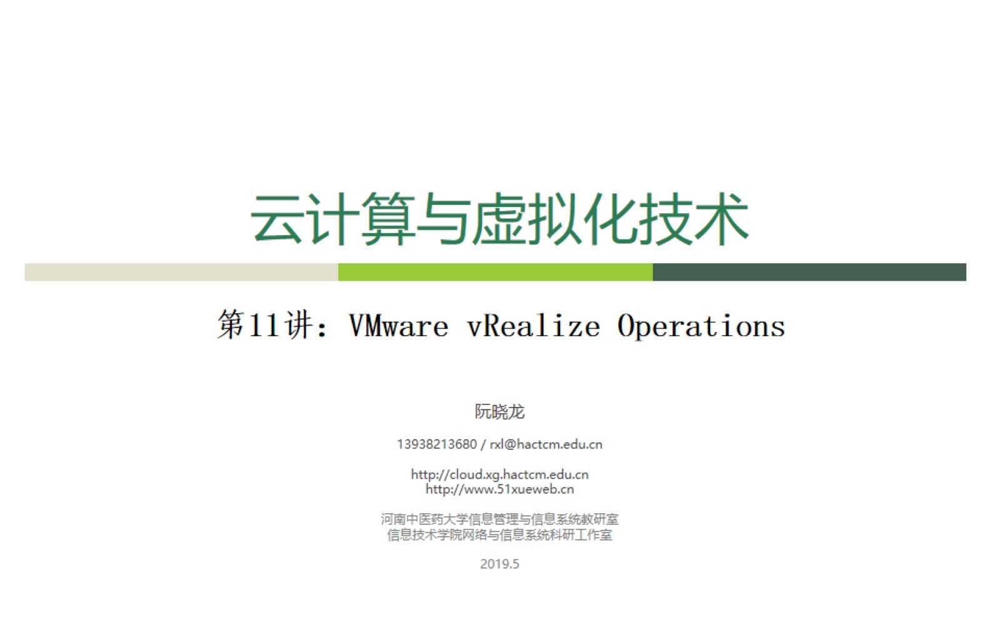 云计算与虚拟化技术
第11讲：VMware vRealize Operations
阮晓龙
13938213680 / rxl@hactcm.edu.cn
http://cloud.xg.hactcm.edu.cn
http://www.51xueweb.cn
河南中医药大学信息管理与信息系统教研室
信息技术学院网络与信息系统科研工作室
2019.5